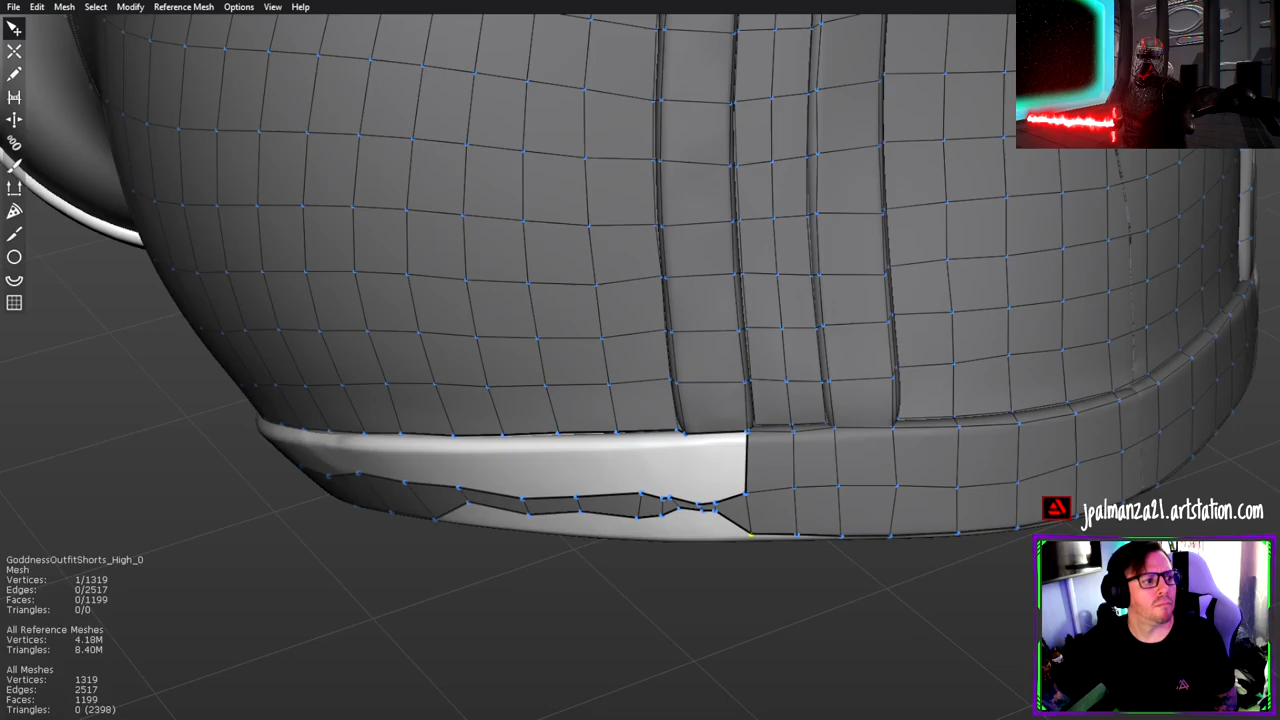 File Edit Mesh Select Modify Reference Mesh Options View Help
jpalmanza21.artstation.com
GoddnessOutfitShorts_High_0
Mesh
Vertices: 1/1319
Edges: 0/2517
Faces: 0/1199
Triangles: 0/0
All Reference Meshes
Vertices: 4.18M
Triangles: 8.40M
All Meshes
Vertices: 1319
Edges: 2517
Faces: 1199
Triangles: 0 (2398)